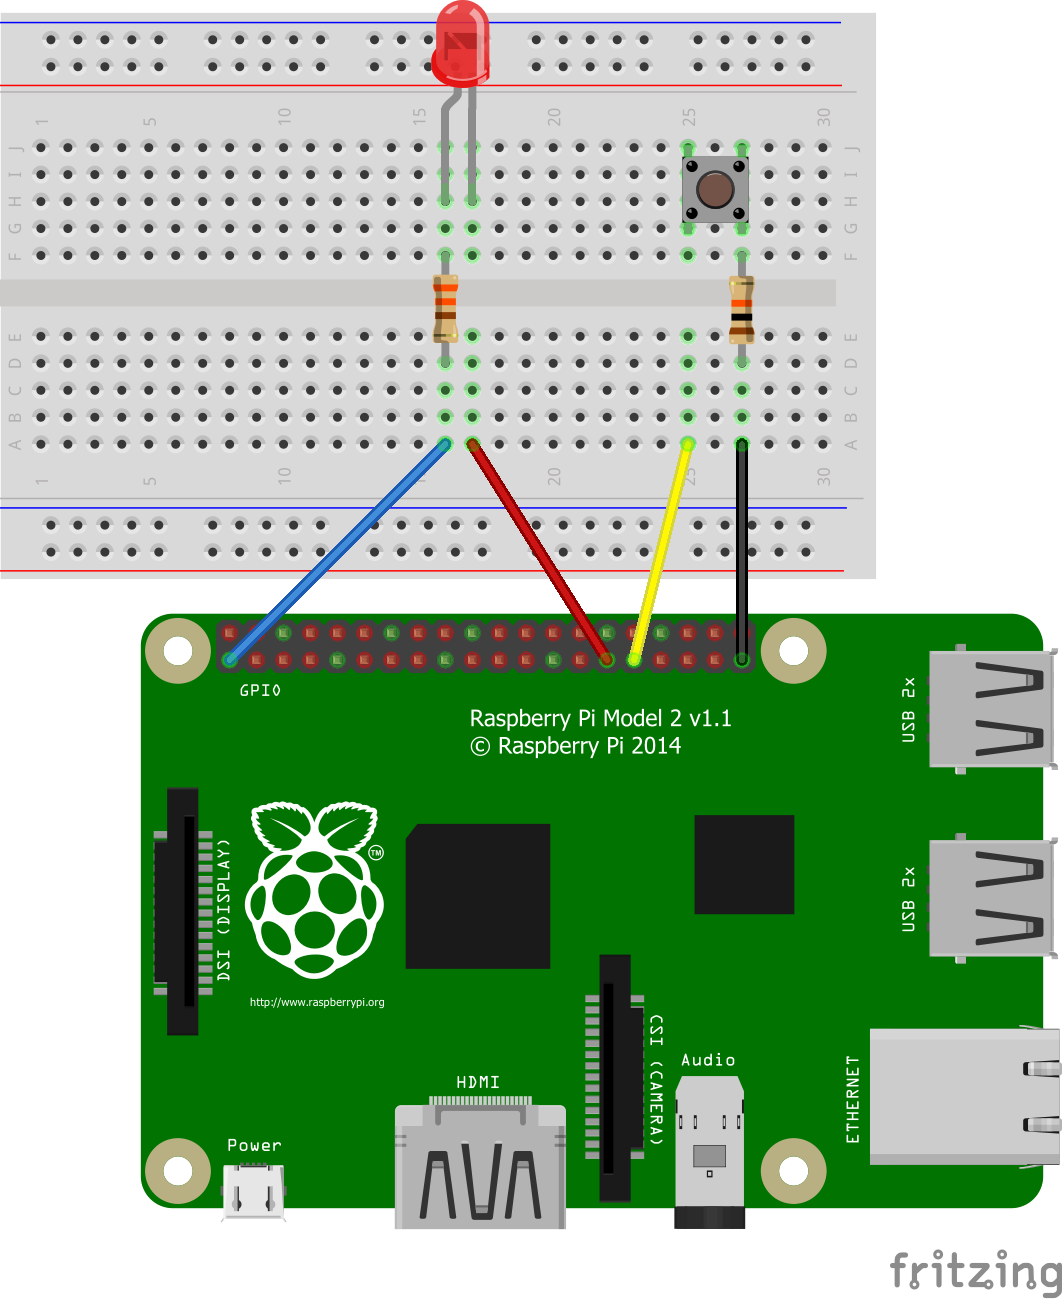 1 5 10 15 20 25 30
J J
I I
H H
G G
F F
E E
D D
C C
B B
A A
1 5 10 1 20 25 30
GPIO
Raspberry Pi Model 2 v1.1
© Raspberry Pi 2014
USB 2x
DSI (DISPLAY)
TM
USB 2x
http://www.raspberrypi.org
CSI (CAMERA)
Audio
ETHERNET
HDMI
Power
fritzing